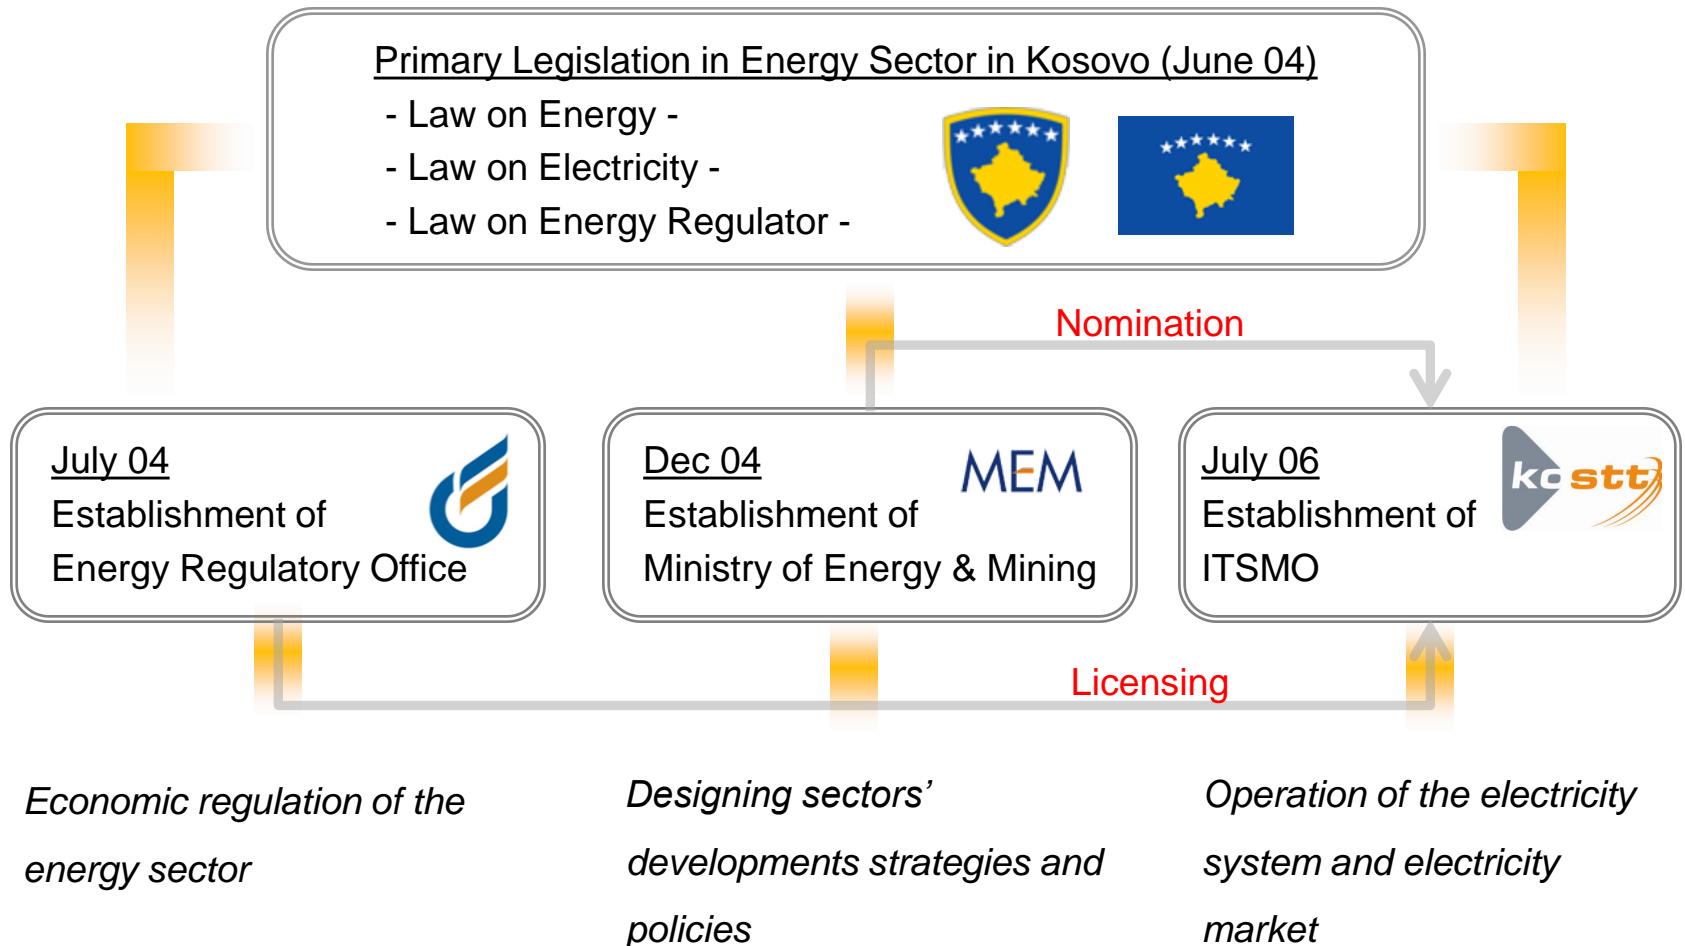 Primary Legislation in Energy Sector in Kosovo (June 04)
- Law on Energy -
- Law on Electricity -
- Law on Energy Regulator -
Nomination
July 04
Establishment of
Energy Regulatory Office
MEM
Dec 04
Establishment of
Ministry of Energy & Mining
kostt
July 06
Establishment of
ITSMO
Licensing
Economic regulation of the
energy sector
Designing sectors’
developments strategies and
policies
Operation of the electricity
system and electricity
market